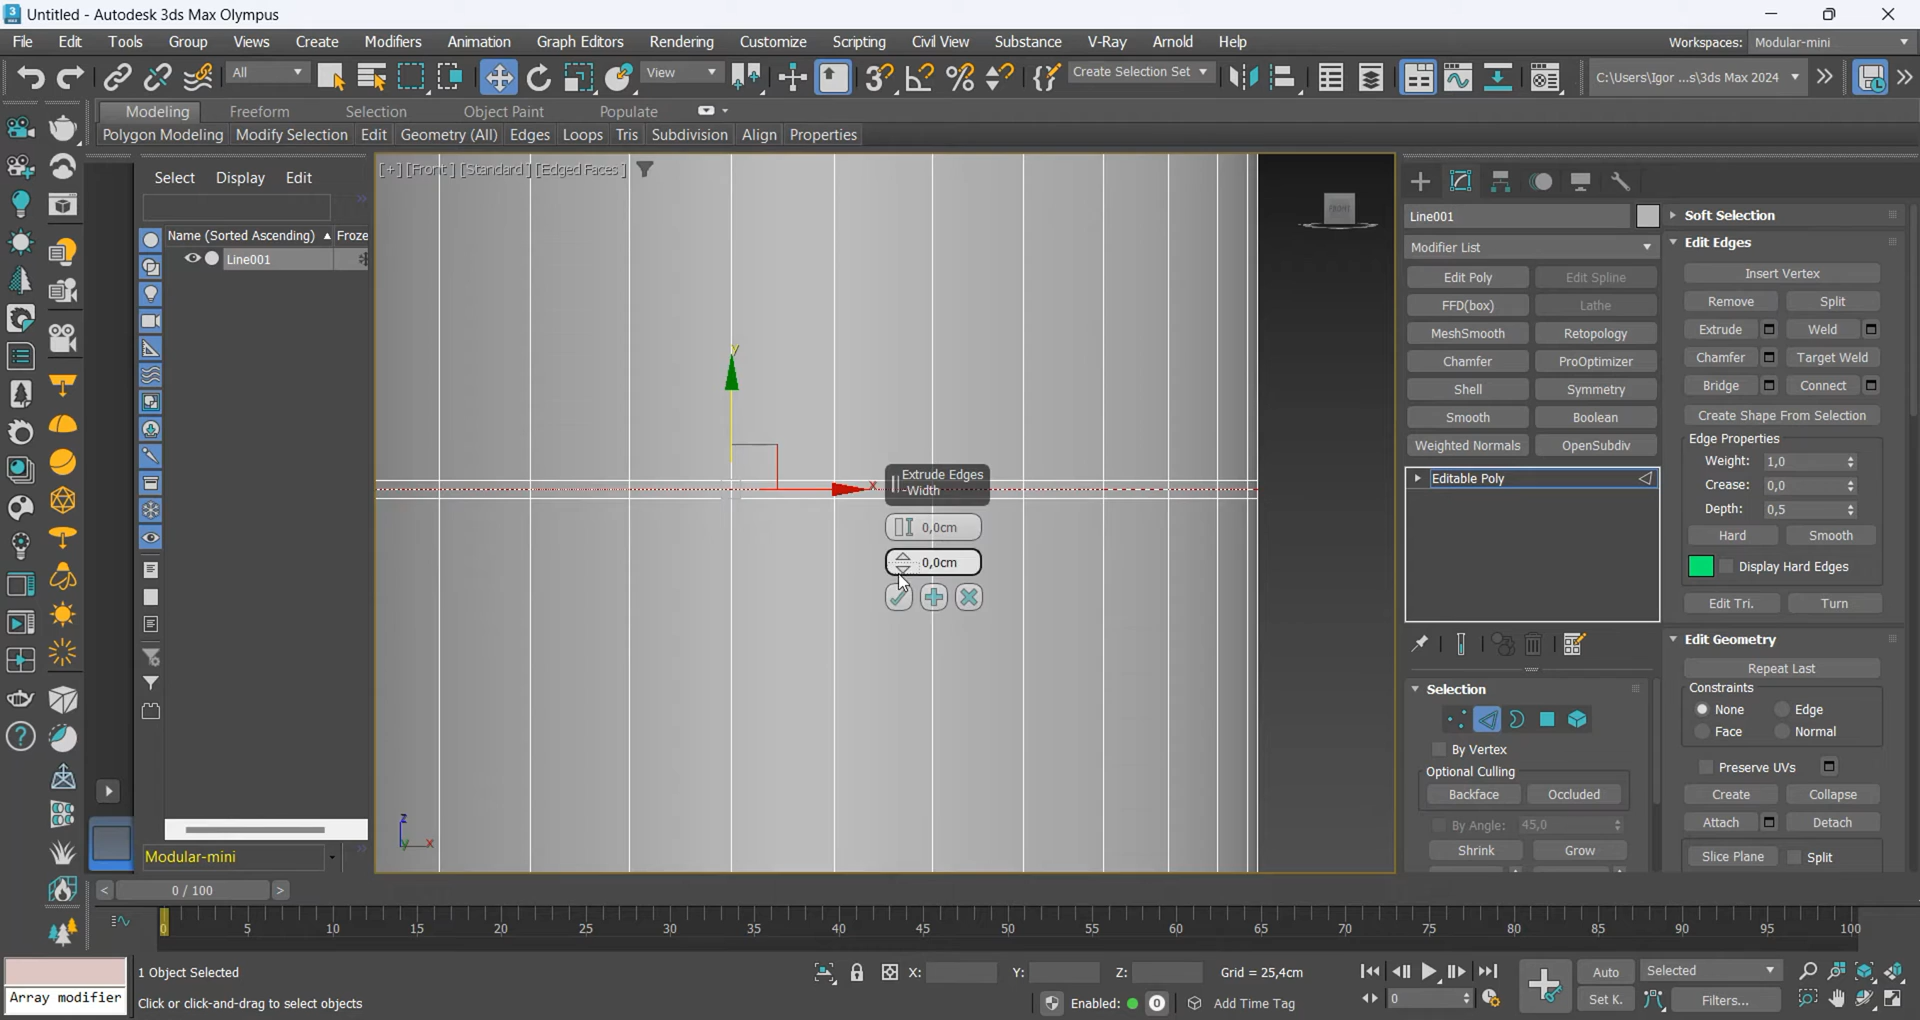 Untitled - Autodesk 3ds Max Olympus
File Edit Tools Group Views Create Modifiers Animation Graph Editors Rendering Customize Scripting Civil View Substance V-Ray Arnold Help
Workspaces: Modular-mini
All
View
Create Selection Set
C:\Users\Igor ...s\3ds Max 2024
Modeling Freeform Selection Object Paint Populate
Polygon Modeling Modify Selection Edit Geometry (All) Edges Loops Tris Subdivision Align Properties
Select Display Edit
[+] [Front ] [Standard ] [Edged Faces ]
FRONT
Name (Sorted Ascending) Froze
Line001
Line001
Modifier List
Edit Poly Edit Spline
FFD(box) Lathe
MeshSmooth Retopology
Chamfer ProOptimizer
Shell Symmetry
Smooth Boolean
Weighted Normals OpenSubdiv
Editable Poly
Selection
By Vertex
Optional Culling
Backface Occluded
By Angle: 45,0
Shrink Grow
Soft Selection
Edit Edges
Insert Vertex
Remove Split
Extrude Weld
Chamfer Target Weld
Bridge Connect
Create Shape From Selection
Edge Properties
Weight: 1,0
Crease: 0,0
Depth: 0,5
Hard Smooth
Display Hard Edges
Edit Tri. Turn
Edit Geometry
Repeat Last
Constraints
None Edge
Face Normal
Preserve UVs
Create Collapse
Attach Detach
Slice Plane Split
y
x
Extrude Edges
-Width
0,0cm
0,0cm
z
y x
Modular-mini
< 0 / 100 >
0 5 10 15 20 25 30 35 40 45 50 55 60 65 70 75 80 85 90 95 100
Array modifier
1 Object Selected
Click or click-and-drag to select objects
X: Y: Z: Grid = 25,4cm
Enabled: 0 Add Time Tag
0
Auto Selected
Set K. Filters...